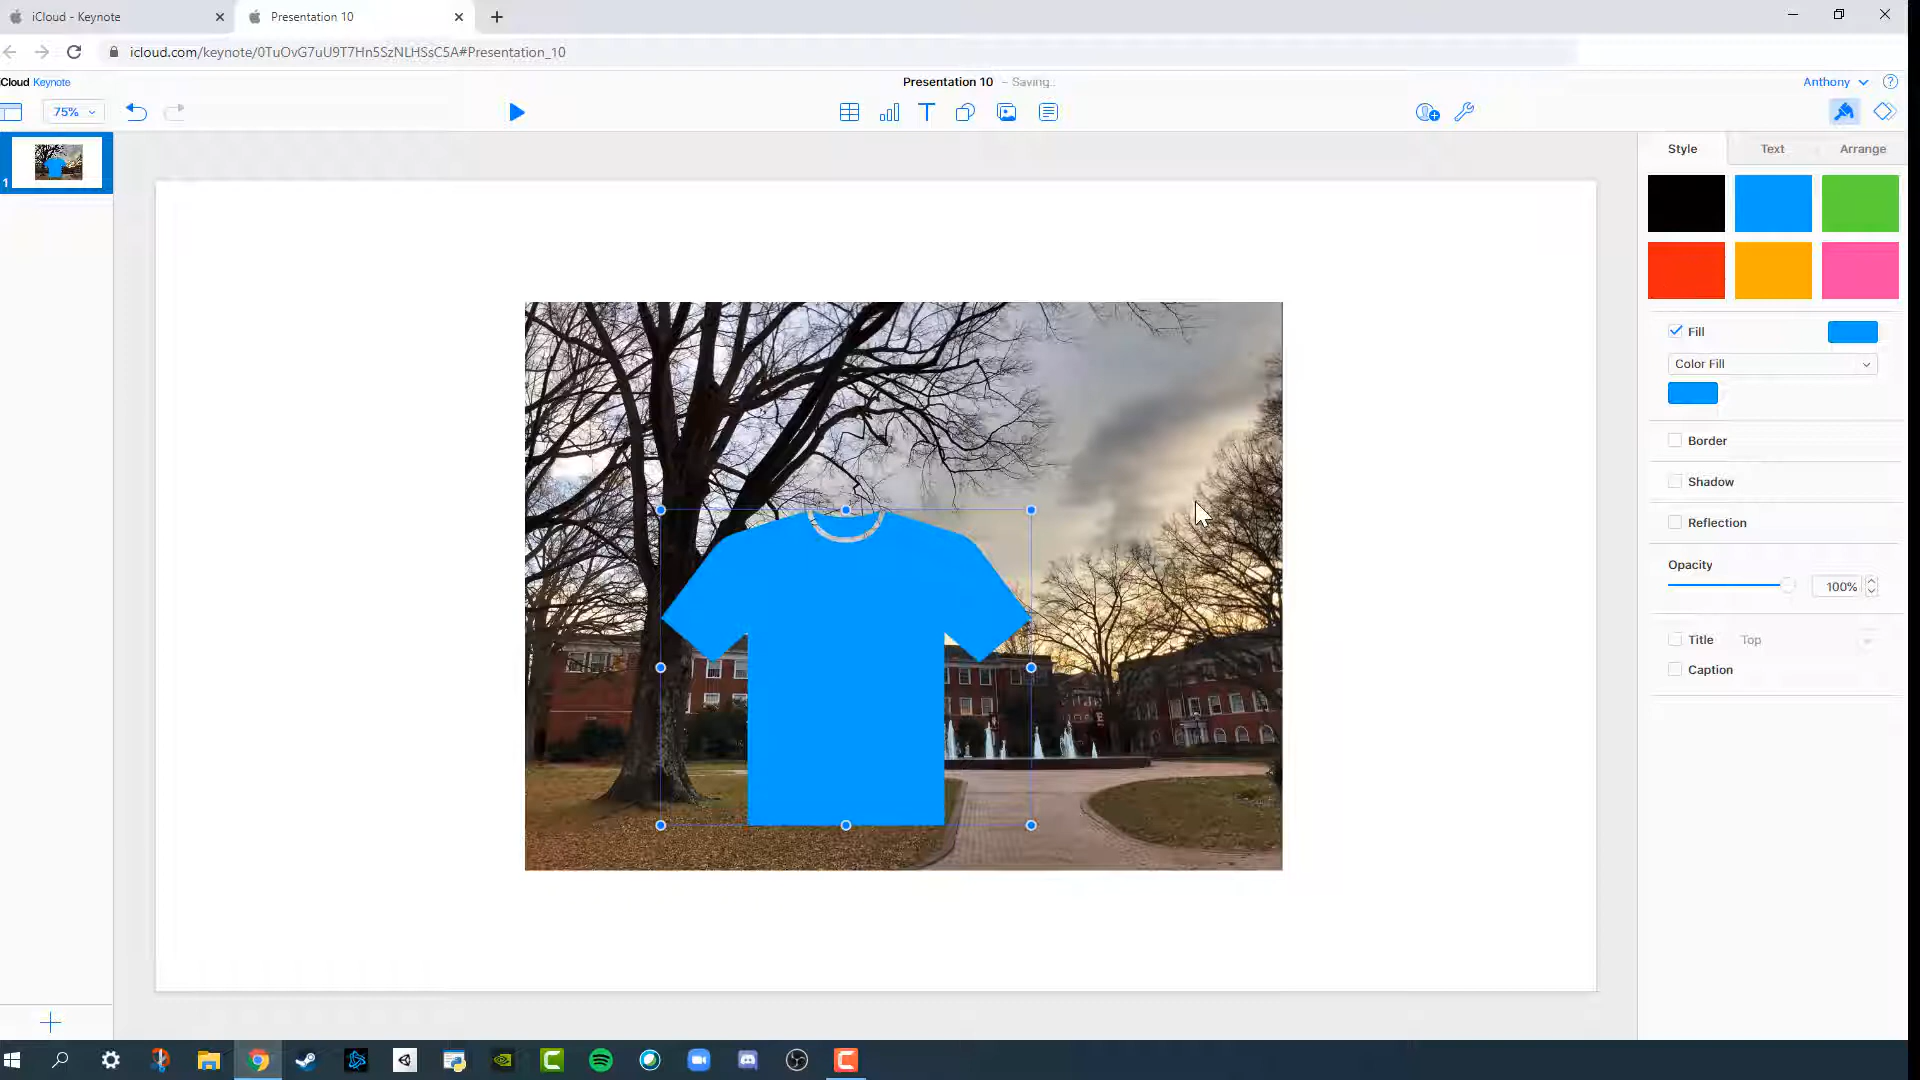 iCloud - Keynote
Presentation 10
icloud.com/keynote/0TuOvG7uU9T7Hn5SzNLHSsC5A#Presentation_10
iCloud Keynote
Presentation 10 – Saving..
Anthony
75%
Style
Text
Arrange
1
Fill
Color Fill
Border
Shadow
Reflection
Opacity
100%
Title
Top
Caption